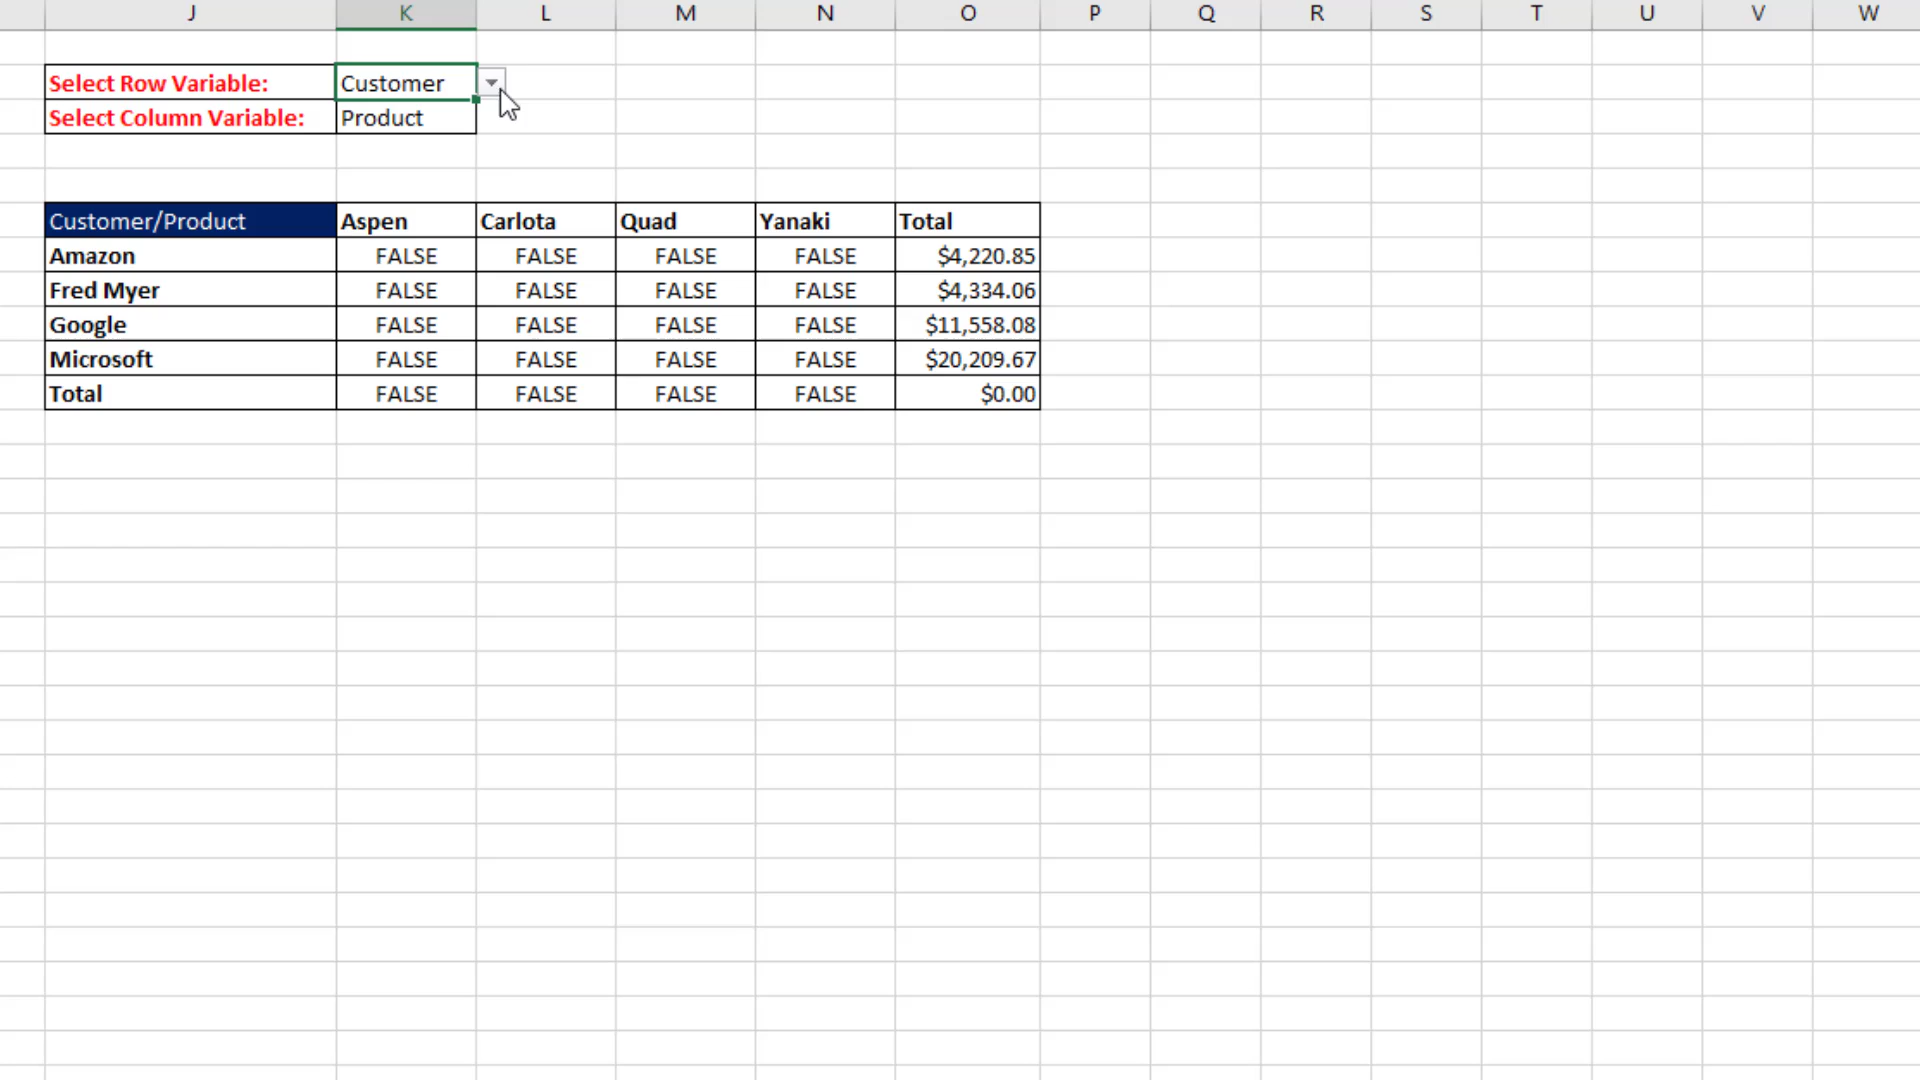 J K L M N O P Q R S T U V W
Select Row Variable: Customer
Select Column Variable: Product
Customer/Product Aspen Carlota Quad Yanaki Total
Amazon FALSE FALSE FALSE FALSE $4,220.85
Fred Myer FALSE FALSE FALSE FALSE $4,334.06
Google FALSE FALSE FALSE FALSE $11,558.08
Microsoft FALSE FALSE FALSE FALSE $20,209.67
Total FALSE FALSE FALSE FALSE $0.00